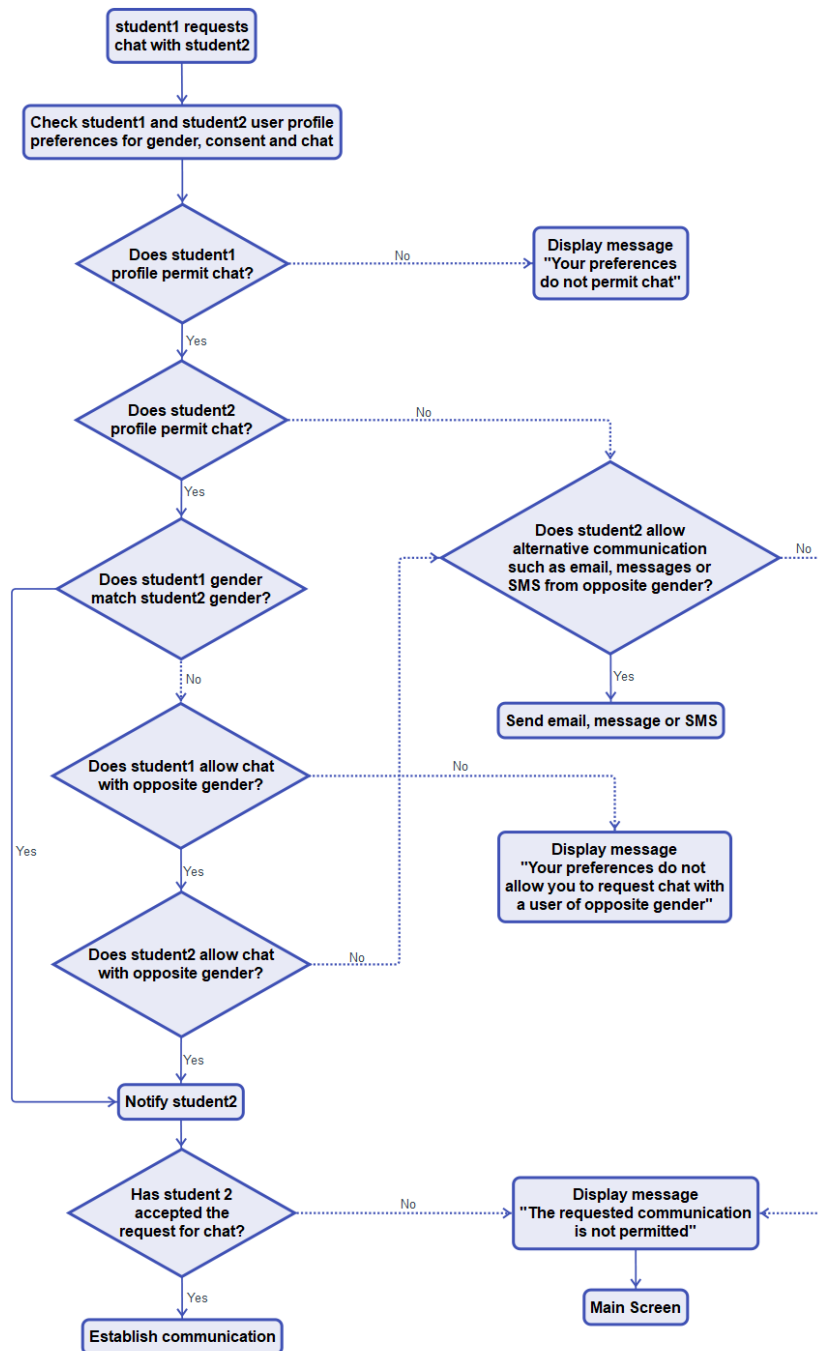 student1 requests
chat with student2
Check student1 and student2 user profile
preferences for gender, consent and chat
Does student1
profile permit chat?
No
Display message
"Your preferences
do not permit chat"
Yes
Does student2
profile permit chat?
No
Yes
Does student2 allow
alternative communication
such as email, messages or
SMS from opposite gender?
No
Does student1 gender
match student2 gender?
Yes
No
Send email, message or SMS
Does student1 allow chat
with opposite gender?
No
Yes
Display message
"Your preferences do not
allow you to request chat with
a user of opposite gender"
Yes
Does student2 allow chat
with opposite gender?
No
Yes
Notify student2
Has student 2
accepted the
request for chat?
No
Display message
"The requested communication
is not permitted"
Yes
Main Screen
Establish communication